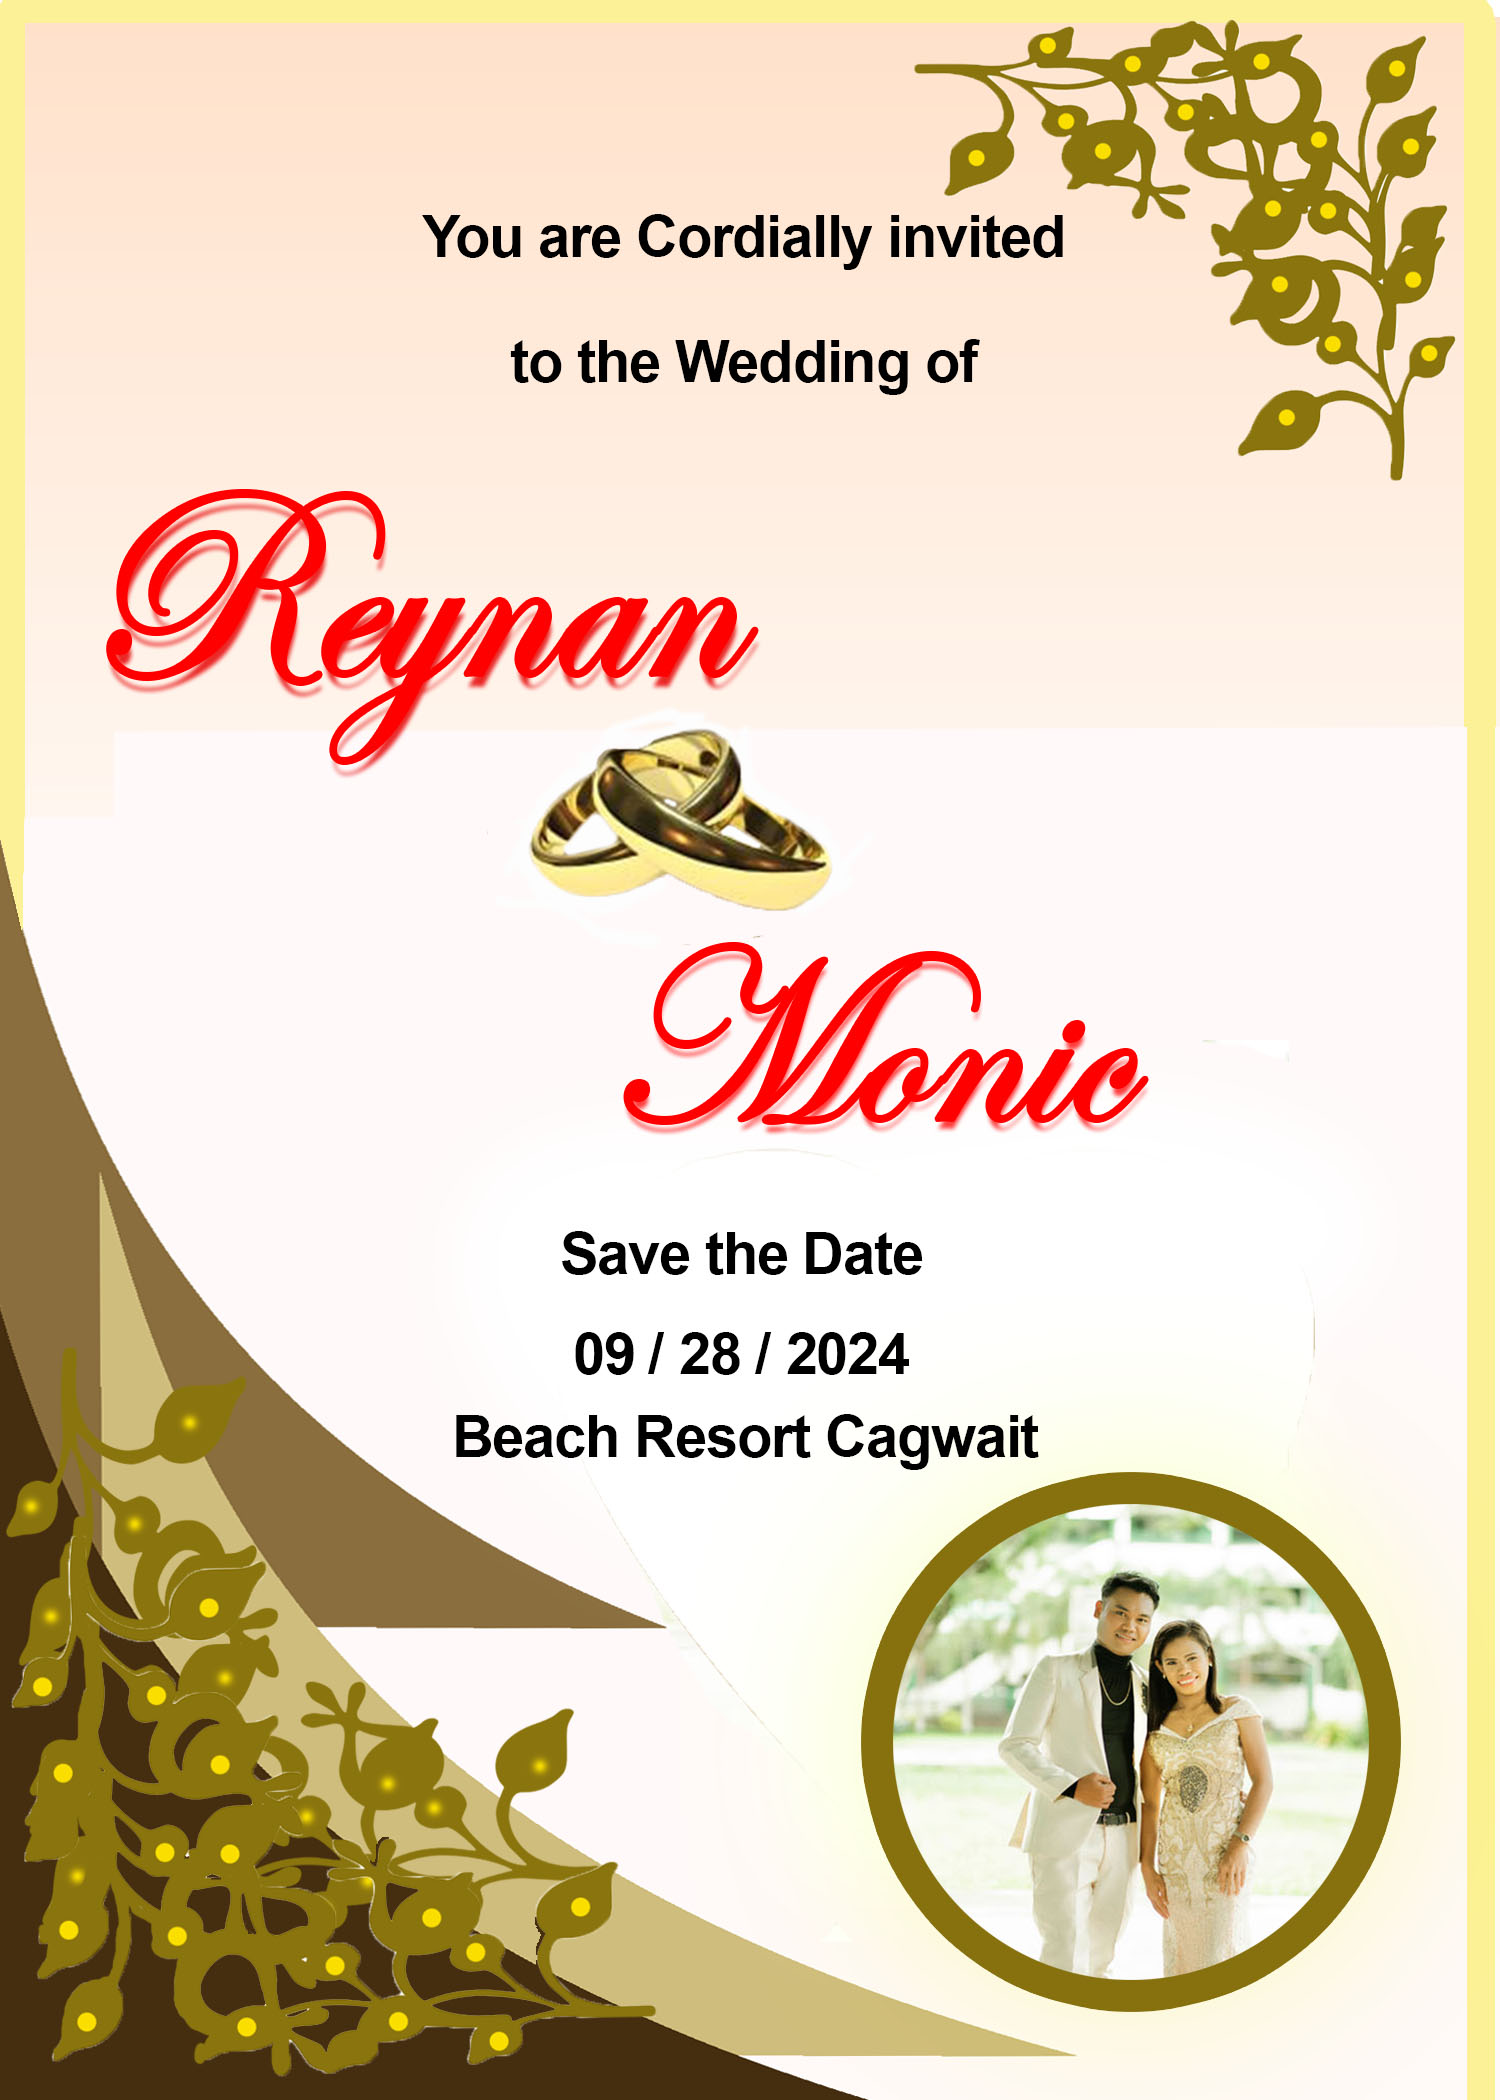 You are Cordially invited
to the Wedding of
Reynan
Monic
Save the Date
09 / 28 / 2024
Beach Resort Cagwait